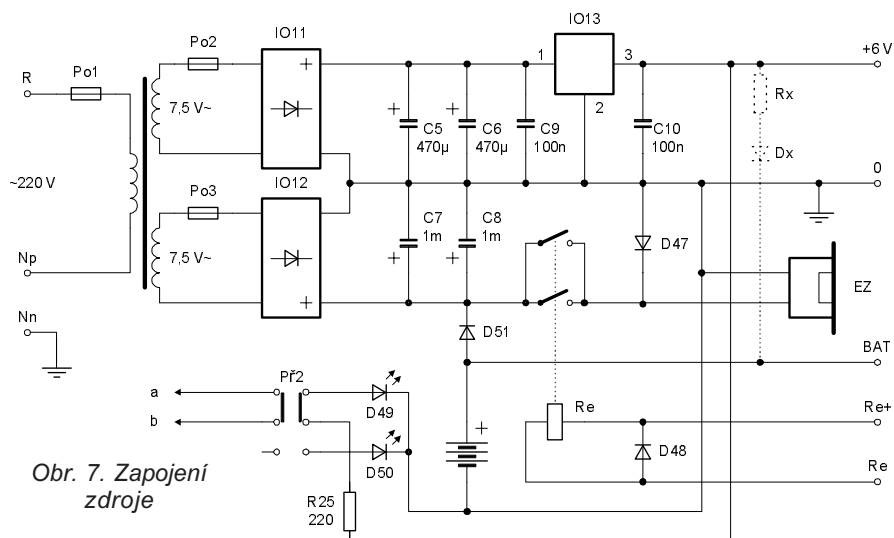 IO11
IO13
Po2
R
Po1
1
3
+6 V
7,5 V~
C5
470µ
C6
470µ
C9
100n
2
C10
100n
Rx
Dx
~220 V
IO12
0
Po3
7,5 V~
C7
1m
C8
1m
D47
Np
EZ
Nn
D51
BAT
Př2
a
b
D49
Re
Re+
D50
D48
Re
Obr. 7. Zapojení
zdroje
R25
220